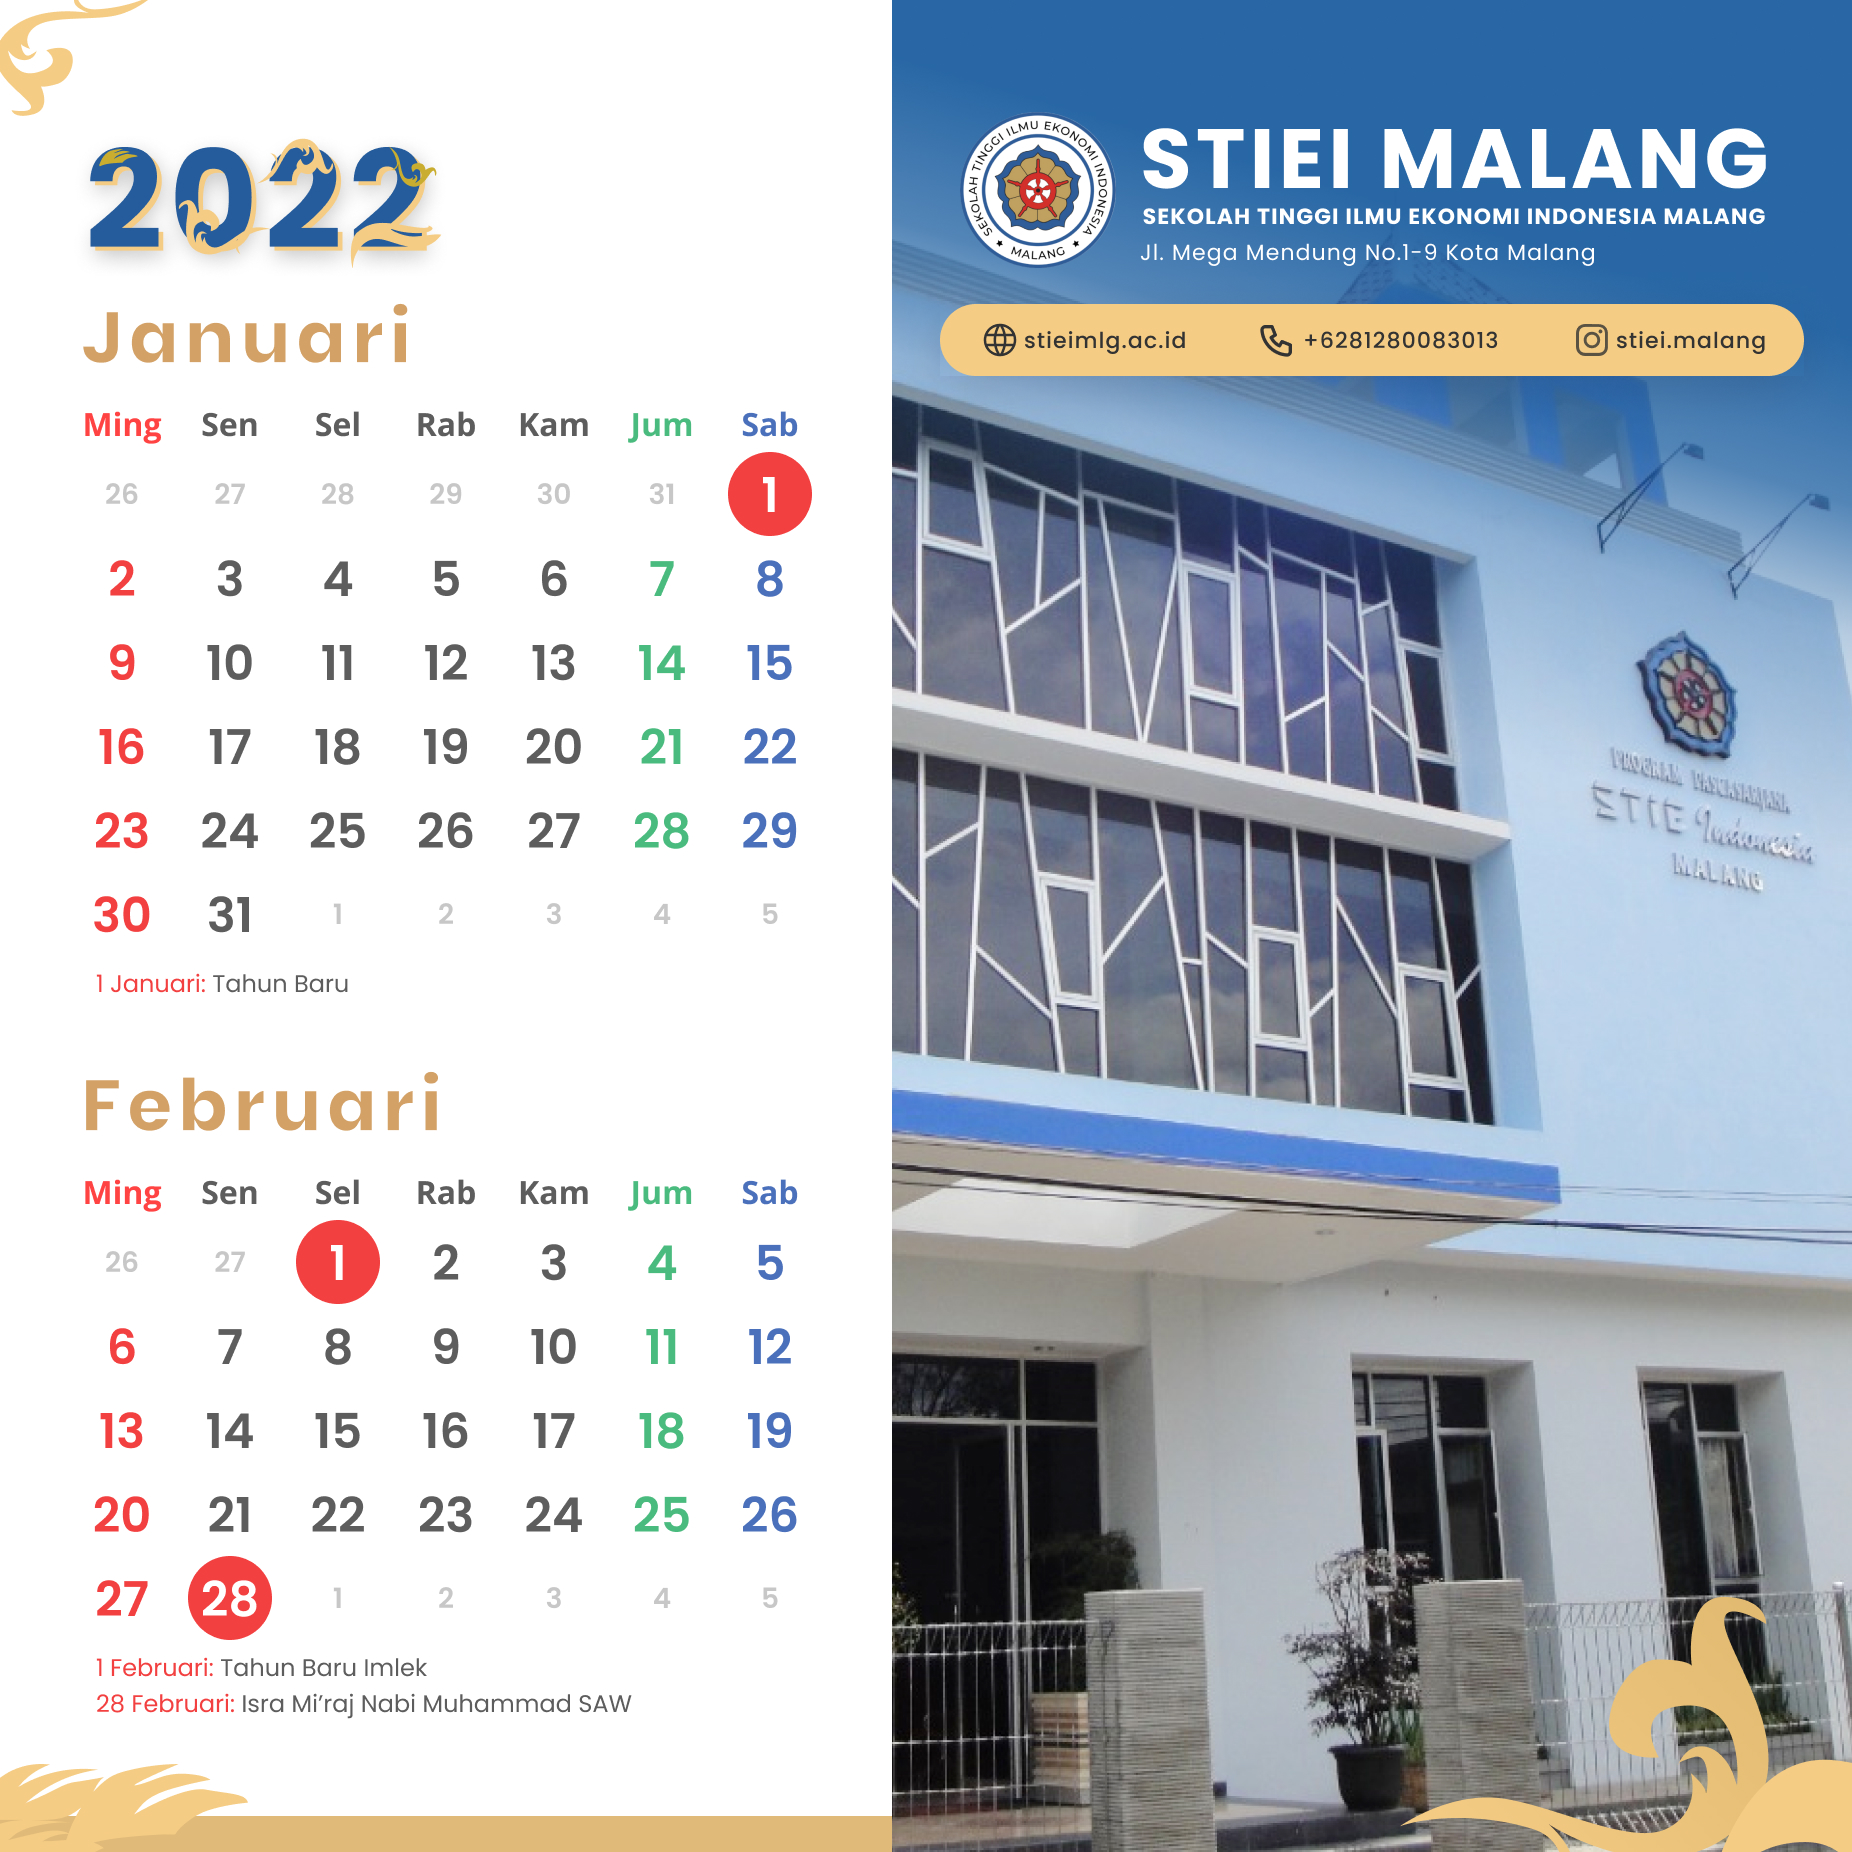 2022
Januari
Ming Sen Sel Rab Kam Jum Sab
26 27 28 29 30 31 1
2 3 4 5 6 7 8
9 10 11 12 13 14 15
16 17 18 19 20 21 22
23 24 25 26 27 28 29
30 31 1 2 3 4 5
1 Januari: Tahun Baru
Februari
Ming Sen Sel Rab Kam Jum Sab
26 27 1 2 3 4 5
6 7 8 9 10 11 12
13 14 15 16 17 18 19
20 21 22 23 24 25 26
27 28 1 2 3 4 5
1 Februari: Tahun Baru Imlek
28 Februari: Isra Mi’raj Nabi Muhammad SAW
SEKOLAH TINGGI ILMU EKONOMI INDONESIA
★ MALANG ★
STIEI MALANG
SEKOLAH TINGGI ILMU EKONOMI INDONESIA MALANG
Jl. Mega Mendung No.1-9 Kota Malang
stieimlg.ac.id +6281280083013 stiei.malang
PROGRAM PASCASARJANA
STIE Indonesia
MALANG